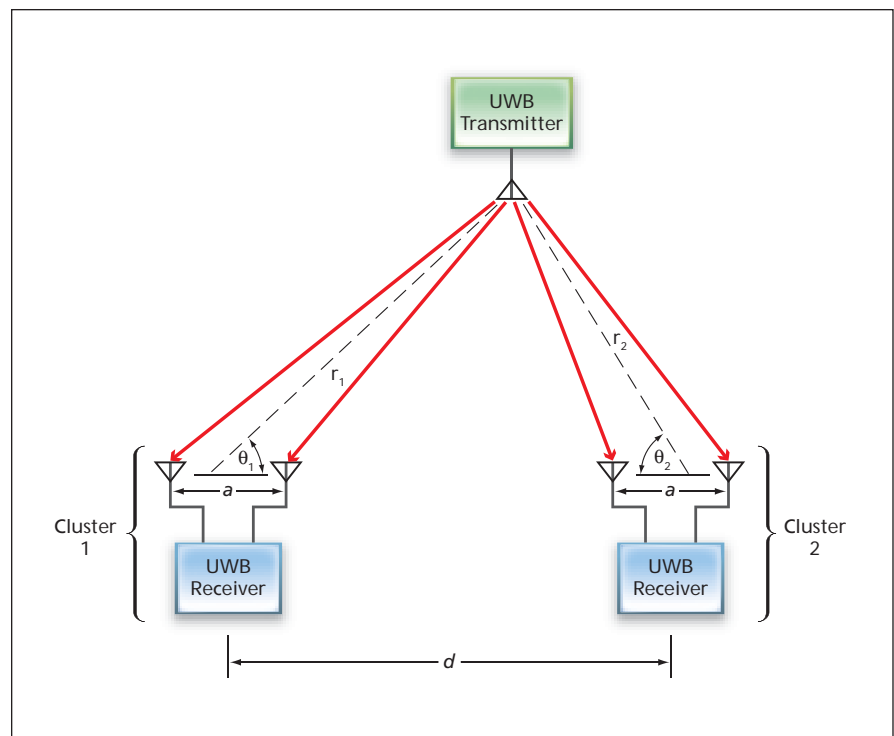 UWB
Transmitter
r₁
r₂
θ₁
θ₂
a
a
Cluster
1
Cluster
2
UWB
Receiver
UWB
Receiver
d